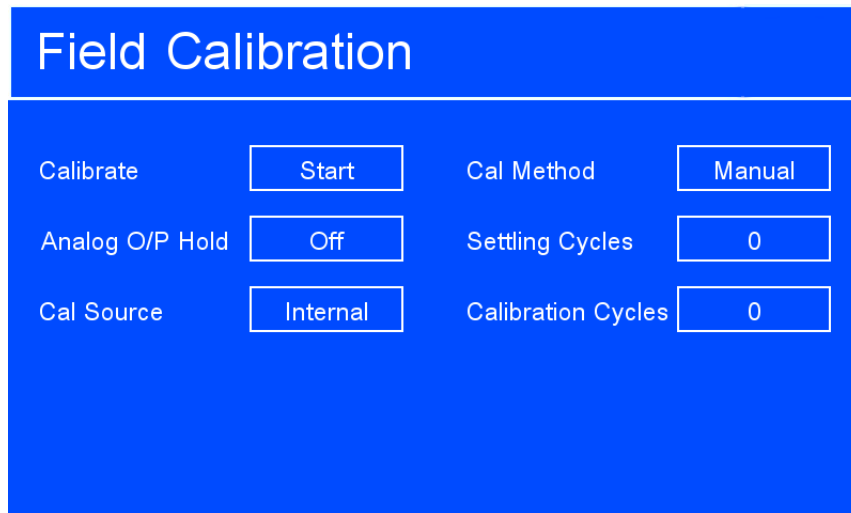 Field Calibration
Calibrate Start Cal Method Manual
Analog O/P Hold Off Settling Cycles 0
Cal Source Internal Calibration Cycles 0